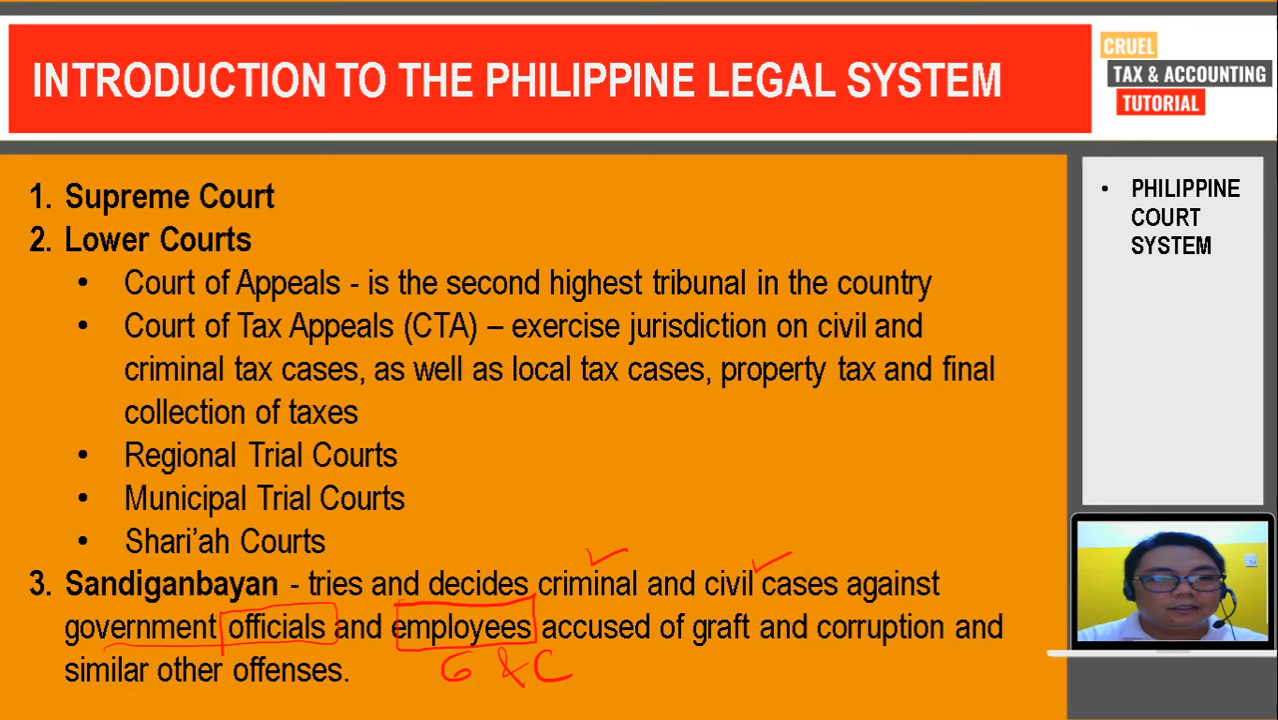 INTRODUCTION TO THE PHILIPPINE LEGAL SYSTEM
CRUEL
TAX & ACCOUNTING
TUTORIAL
1. Supreme Court
2. Lower Courts
• Court of Appeals - is the second highest tribunal in the country
• Court of Tax Appeals (CTA) – exercise jurisdiction on civil and
criminal tax cases, as well as local tax cases, property tax and final
collection of taxes
• Regional Trial Courts
• Municipal Trial Courts
• Shari’ah Courts
3. Sandiganbayan - tries and decides criminal and civil cases against
government officials and employees accused of graft and corruption and
similar other offenses.
G & C
• PHILIPPINE
COURT
SYSTEM